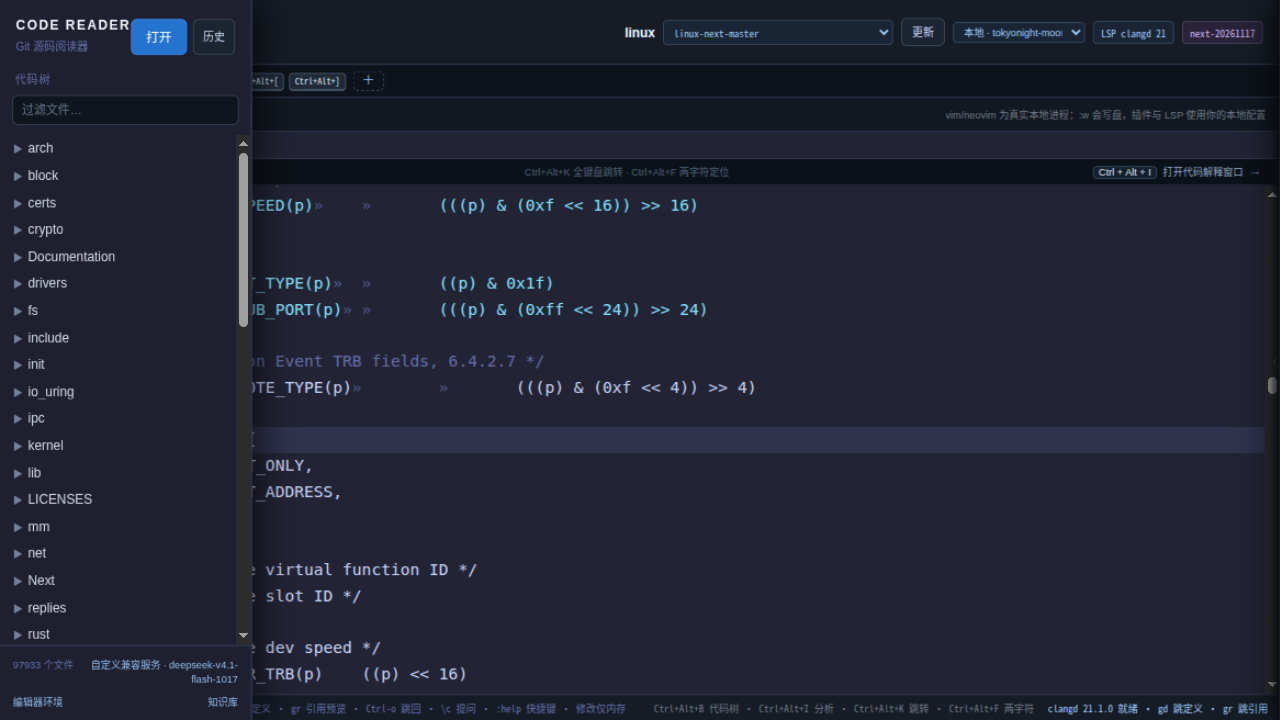 CODE READER
Git 源码阅读器
打开
历史
代码树
过滤文件…
arch
block
certs
crypto
Documentation
drivers
fs
include
init
io_uring
ipc
kernel
lib
LICENSES
mm
net
Next
replies
rust
97933 个文件
自定义兼容服务 · deepseek-v4.1-
flash-1017
编辑器环境
知识库
linux
linux-next-master
更新
本地 · tokyonight-moon
LSP clangd 21
next-20261117
+Alt+[
Ctrl+Alt+]
+
vim/neovim 为真实本地进程：:w 会写盘，插件与 LSP 使用你的本地配置
Ctrl+Alt+K 全键盘跳转 · Ctrl+Alt+F 两字符定位
Ctrl + Alt + I 打开代码解释窗口 →
PEED(p)» » (((p) & (0xf << 16)) >> 16)
T_TYPE(p)» » ((p) & 0x1f)
UB_PORT(p)» » (((p) & (0xff << 24)) >> 24)
on Event TRB fields, 6.4.2.7 */
OTE_TYPE(p)» » (((p) & (0xf << 4)) >> 4)
{
T_ONLY,
T_ADDRESS,
e virtual function ID */
e slot ID */
e dev speed */
R_TRB(p) ((p) << 16)
定义 · gr 引用预览 · Ctrl-o 跳回 · \c 提问 · :help 快捷键 · 修改仅内存
Ctrl+Alt+B 代码树 · Ctrl+Alt+I 分析 · Ctrl+Alt+K 跳转 · Ctrl+Alt+F 两字符
clangd 21.1.0 就绪 · gd 跳定义 · gr 跳引用